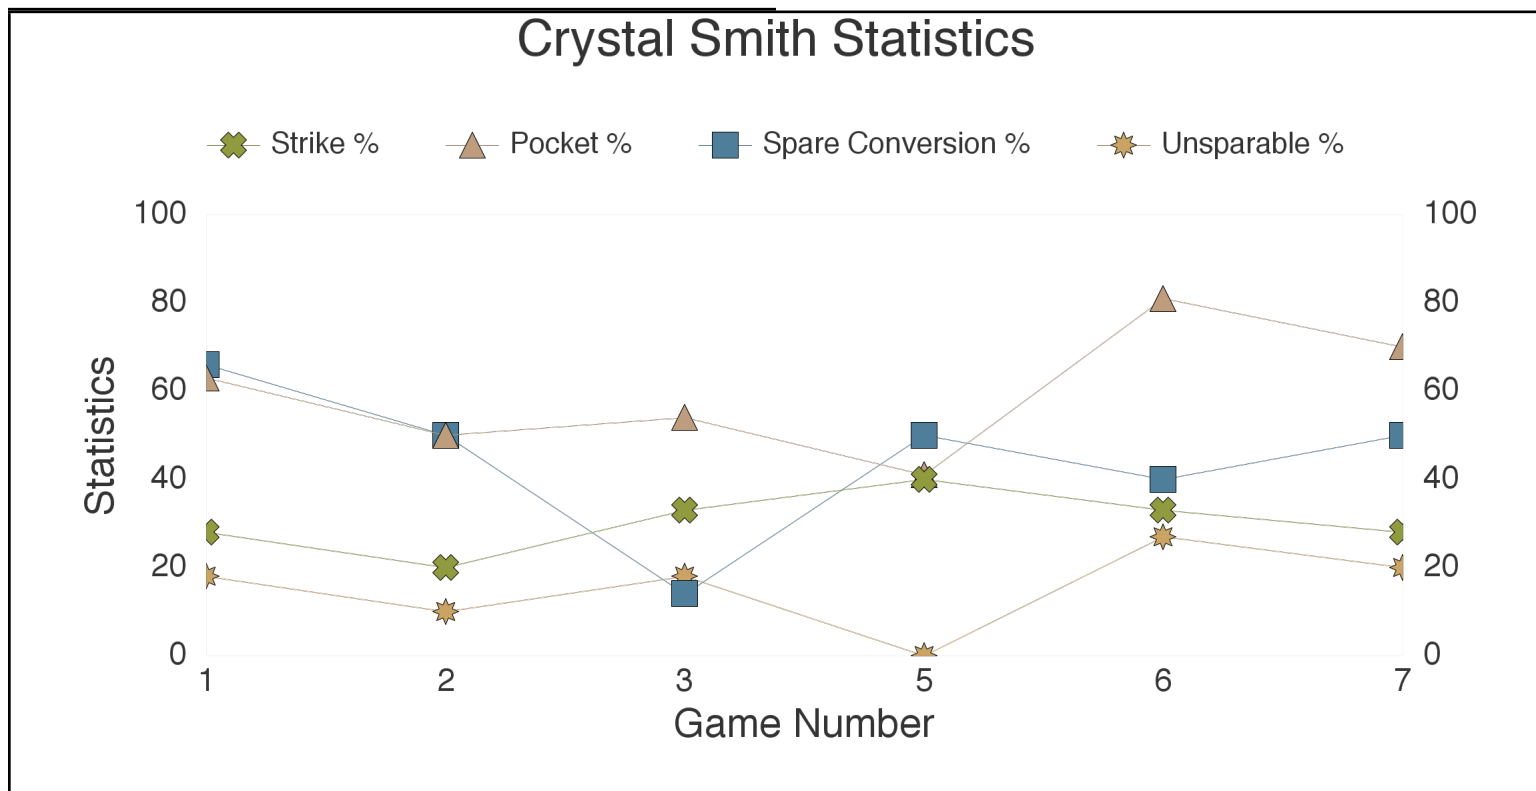 Crystal Smith Statistics
Strike % Pocket % Spare Conversion % Unsparable %
100 100
80 80
60 60
40 40
20 20
0 0
Statistics
1 2 3 5 6 7
Game Number